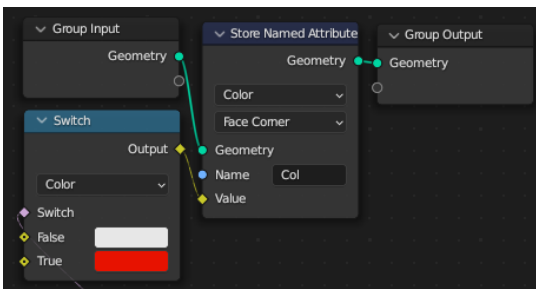 Group Input
Geometry
Switch
Output
Color
Switch
False
True
Store Named Attribute
Geometry
Color
Face Corner
Geometry
Name Col
Value
Group Output
Geometry